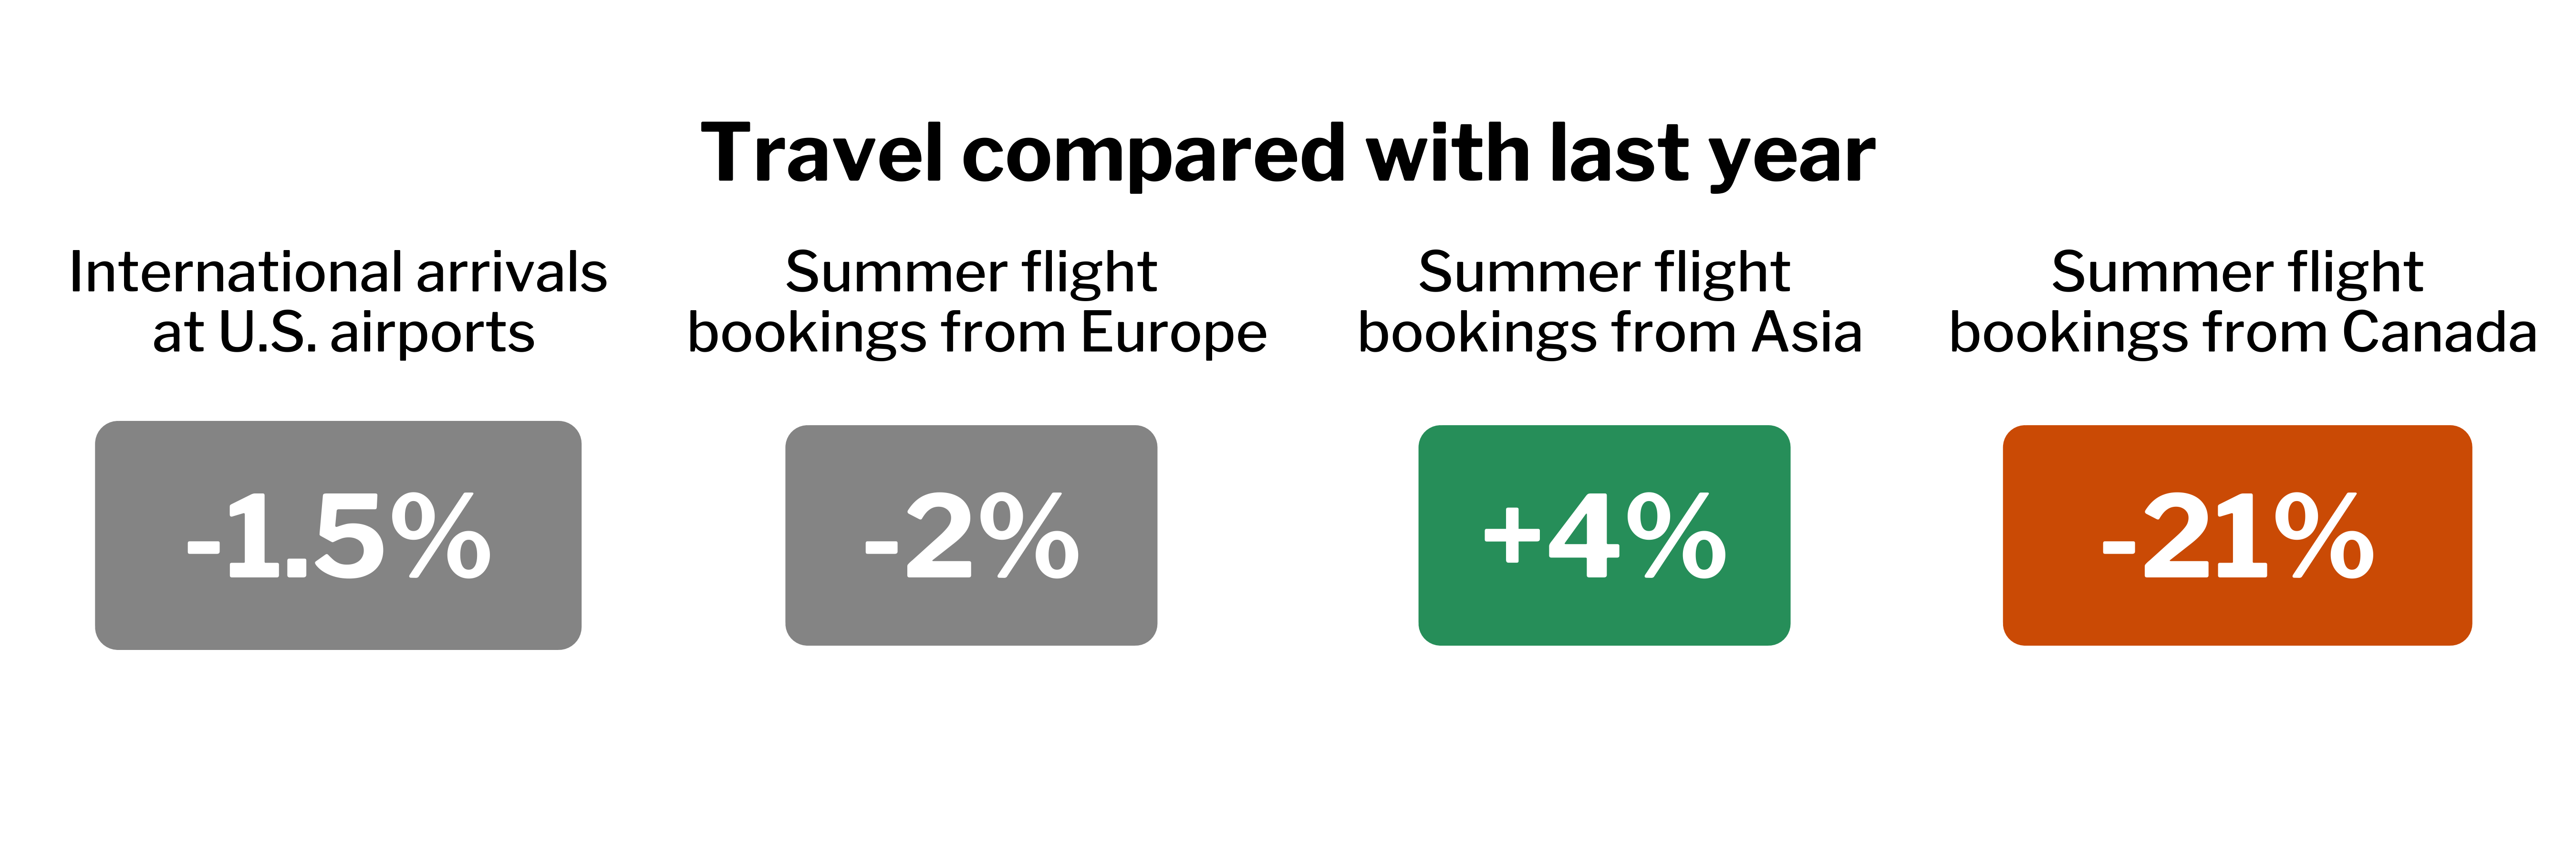 Travel compared with last year
International arrivals
at U.S. airports
-1.5%
Summer flight
bookings from Europe
-2%
Summer flight
bookings from Asia
+4%
Summer flight
bookings from Canada
-21%